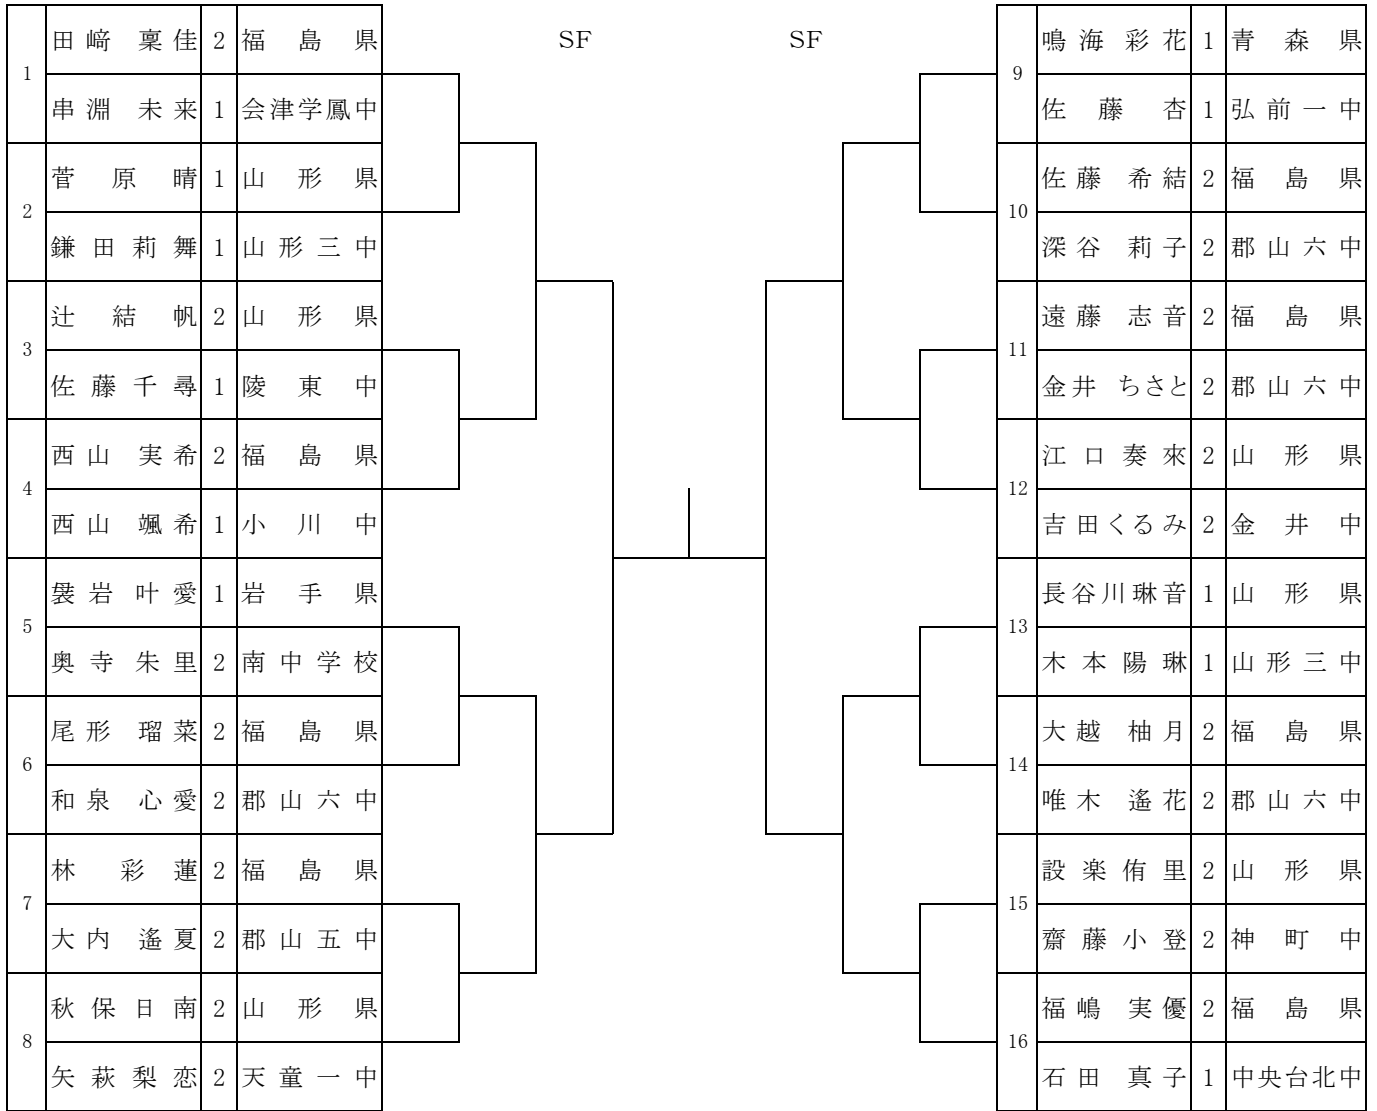 SF SF
1 田﨑 稟佳 2 福島県
串淵 未来 1 会津学鳳中
2 菅原晴 1 山形県
鎌田莉舞 1 山形三中
3 辻結帆 2 山形県
佐藤千尋 1 陵東中
4 西山 実希 2 福島県
西山 颯希 1 小川中
5 袰岩叶愛 1 岩手県
奥寺朱里 2 南中学校
6 尾形 瑠菜 2 福島県
和泉 心愛 2 郡山六中
7 林 彩蓮 2 福島県
大内 遙夏 2 郡山五中
8 秋保日南 2 山形県
矢萩梨恋 2 天童一中
9 鳴海彩花 1 青森県
佐藤杏 1 弘前一中
10 佐藤 希結 2 福島県
深谷 莉子 2 郡山六中
11 遠藤 志音 2 福島県
金井 ちさと 2 郡山六中
12 江口奏來 2 山形県
吉田くるみ 2 金井中
13 長谷川琳音 1 山形県
木本陽琳 1 山形三中
14 大越 柚月 2 福島県
唯木 遙花 2 郡山六中
15 設楽侑里 2 山形県
齋藤小登 2 神町中
16 福嶋 実優 2 福島県
石田 真子 1 中央台北中